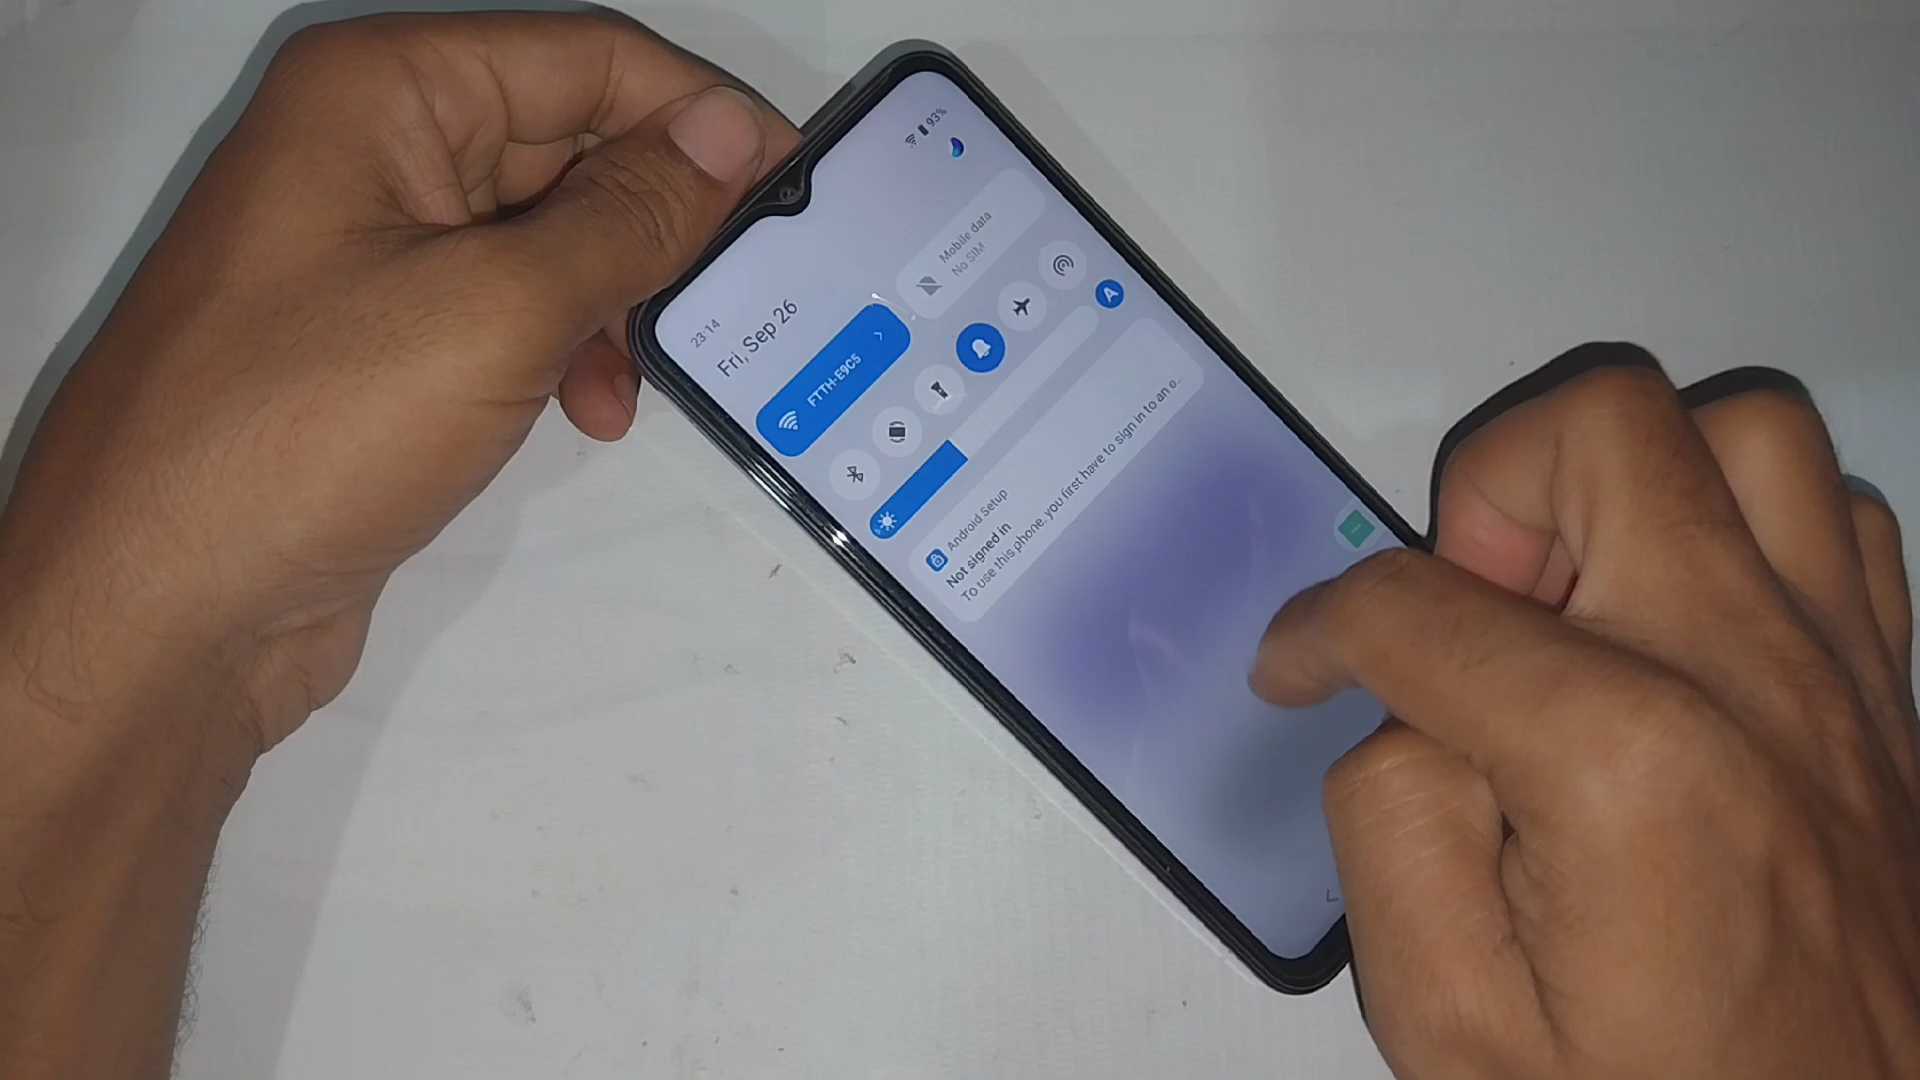 93%
23:14
Fri, Sep 26
FTTH-E9C5
Mobile data
No SIM
A
Android Setup
Not signed in
To use this phone, you first have to sign in to an o...